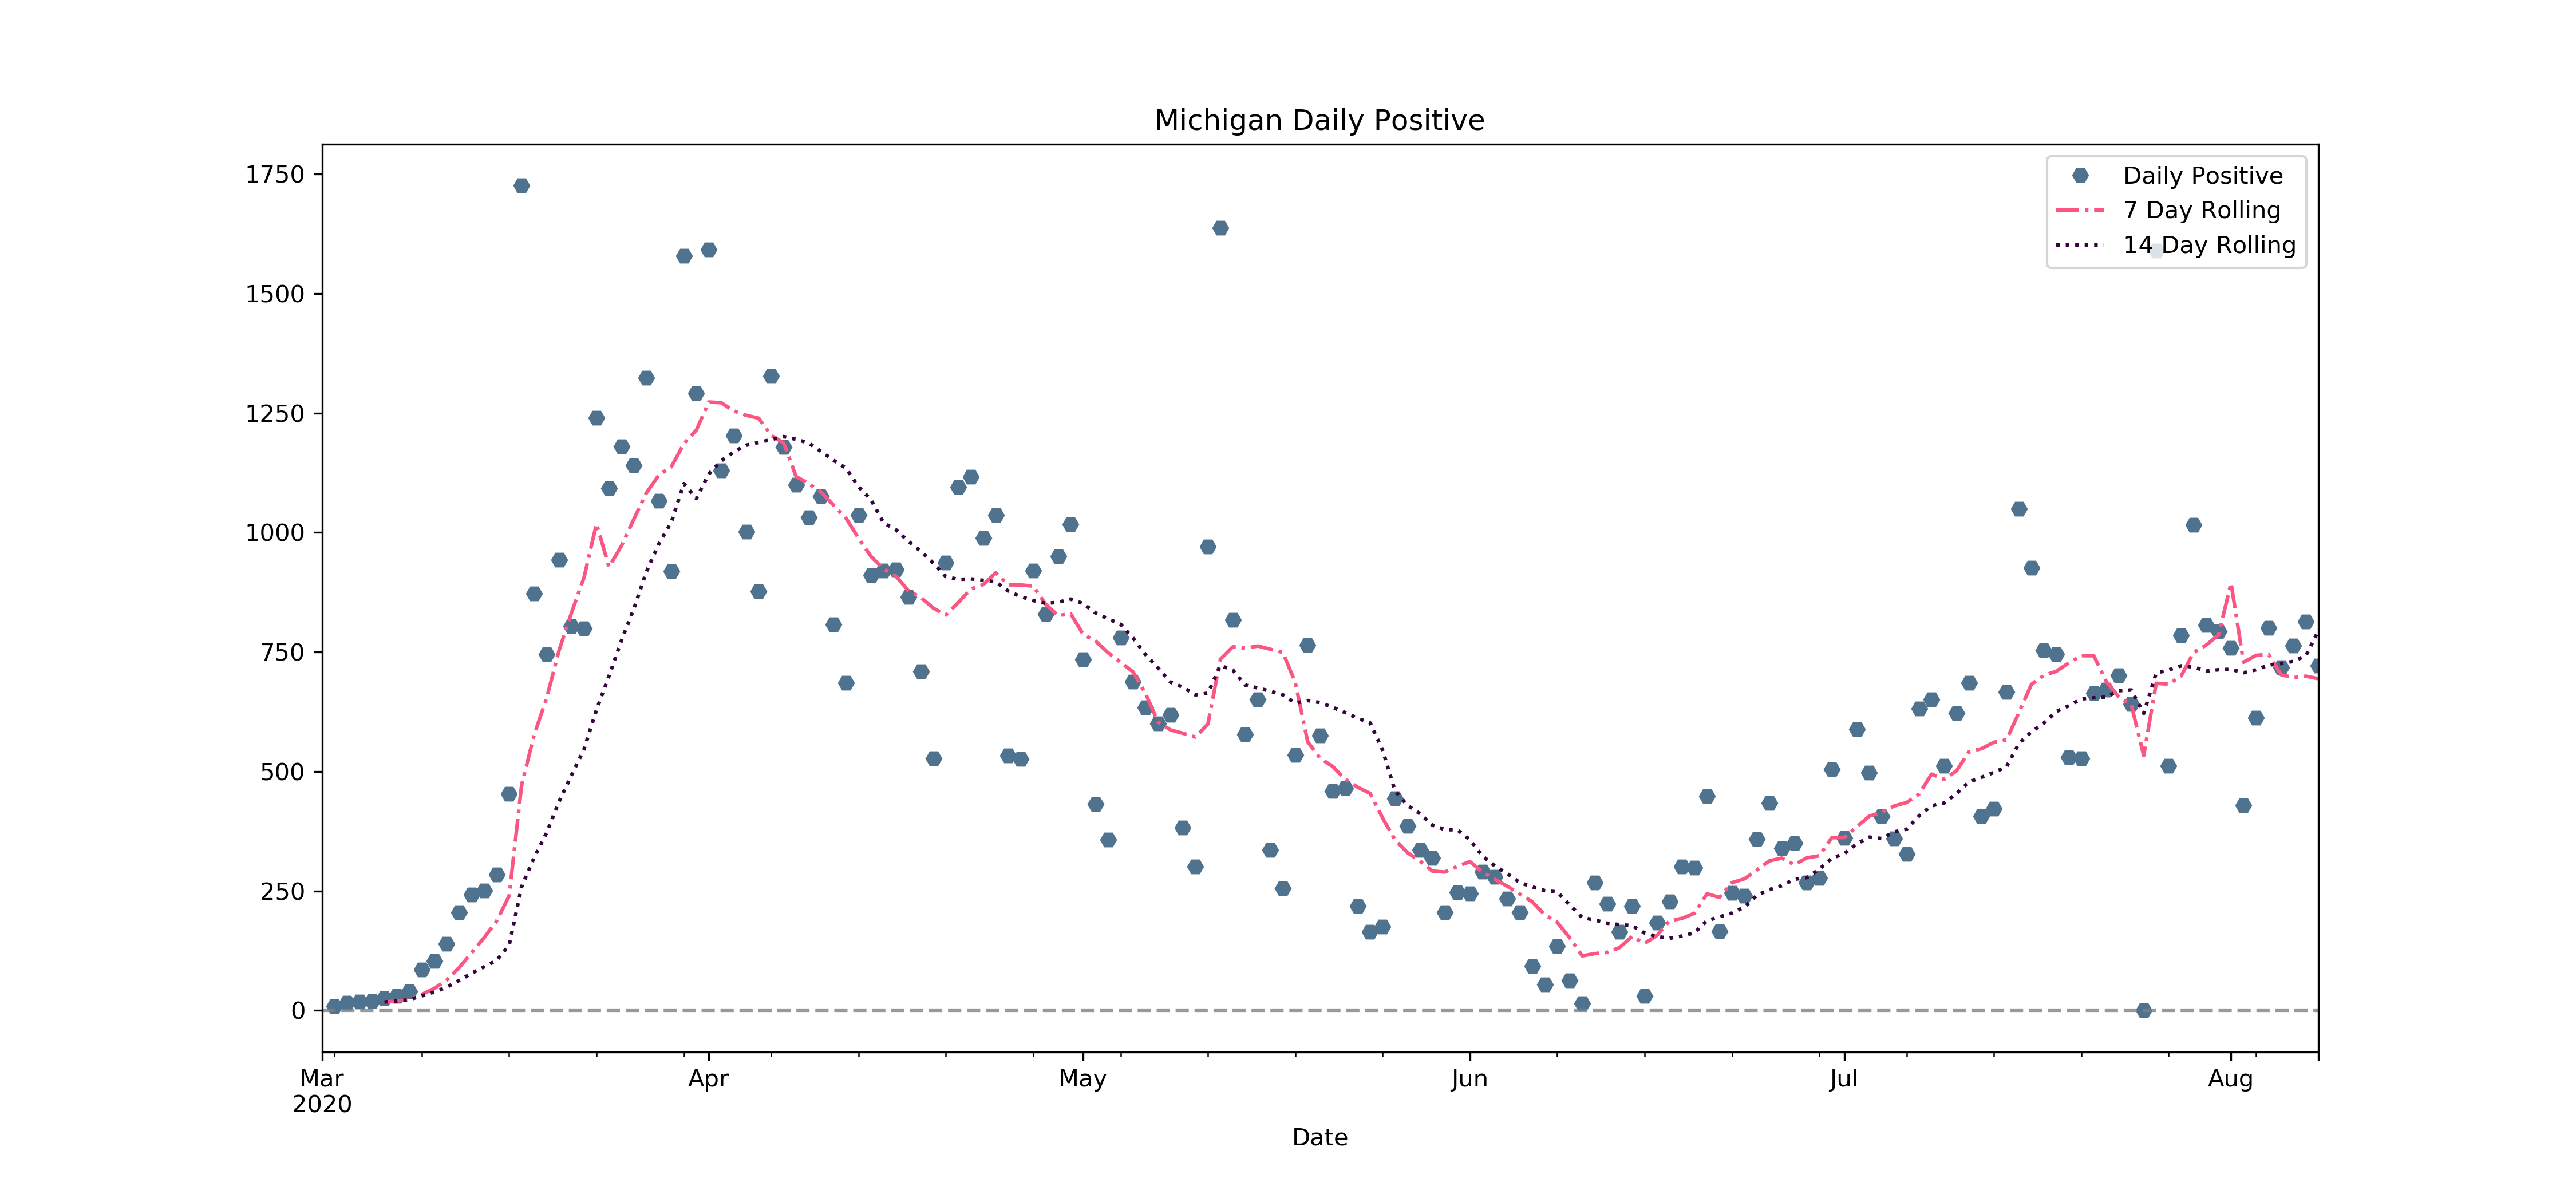 Michigan Daily Positive
1750
1500
1250
1000
750
500
250
0
Daily Positive
7 Day Rolling
14 Day Rolling
Mar
2020
Apr
May
Jun
Jul
Aug
Date